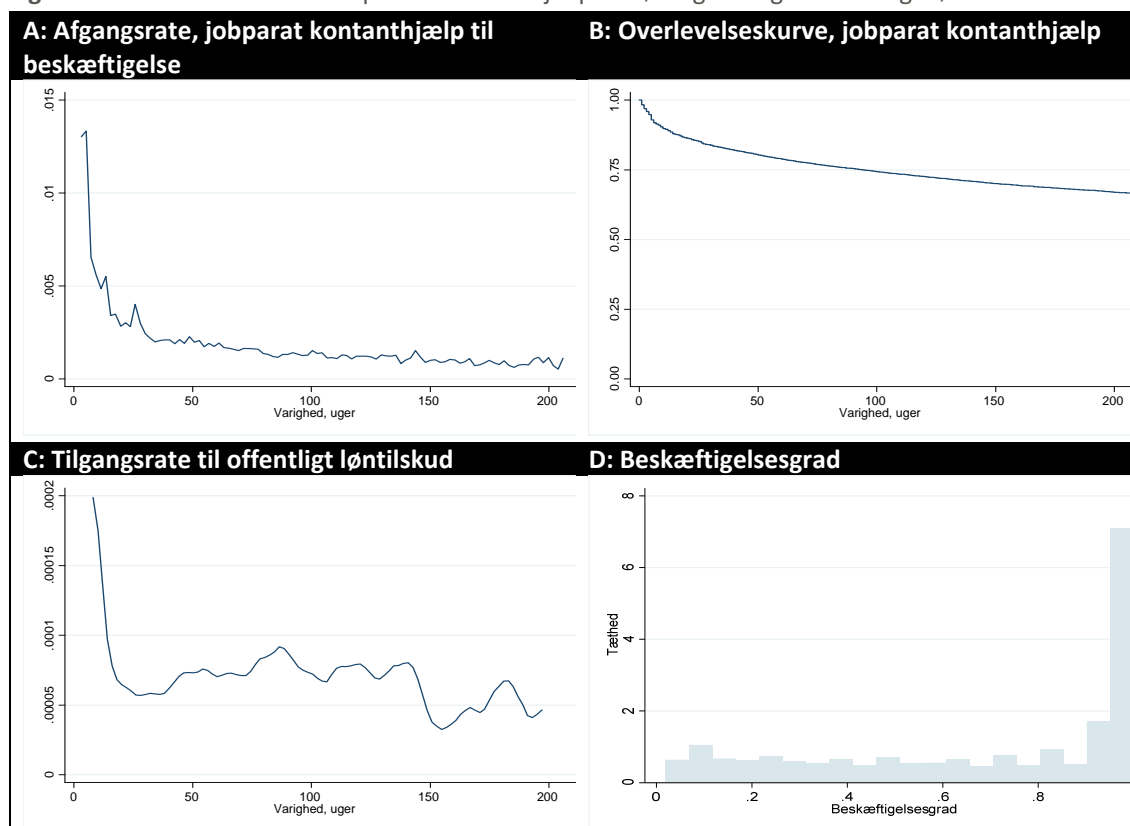 A: Afgangsrate, jobparat kontanthjælp til
beskæftigelse
B: Overlevelseskurve, jobparat kontanthjælp
.015
.01
.005
0
0 50 100 150 200
Varighed, uger
1.00
0.75
0.50
0.25
0.00
0 50 100 150 200
Varighed, uger
C: Tilgangsrate til offentligt løntilskud
D: Beskæftigelsesgrad
.0002
.00015
.0001
.00005
0
0 50 100 150 200
Varighed, uger
8
6
4
2
0
Tæthed
0 .2 .4 .6 .8
Beskæftigelsesgrad